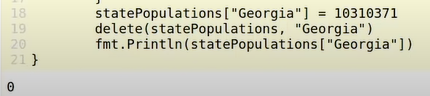 18 statePopulations["Georgia"] = 10310371
19 delete(statePopulations, "Georgia")
20 fmt.Println(statePopulations["Georgia"])
21 }
0